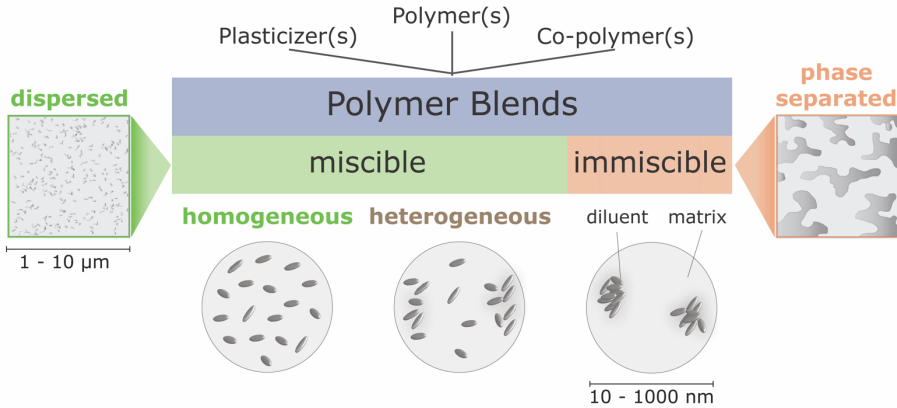 Polymer(s)
Plasticizer(s)
Co-polymer(s)
dispersed
Polymer Blends
phase
separated
miscible
immiscible
homogeneous
heterogeneous
diluent
matrix
1 - 10 µm
10 - 1000 nm